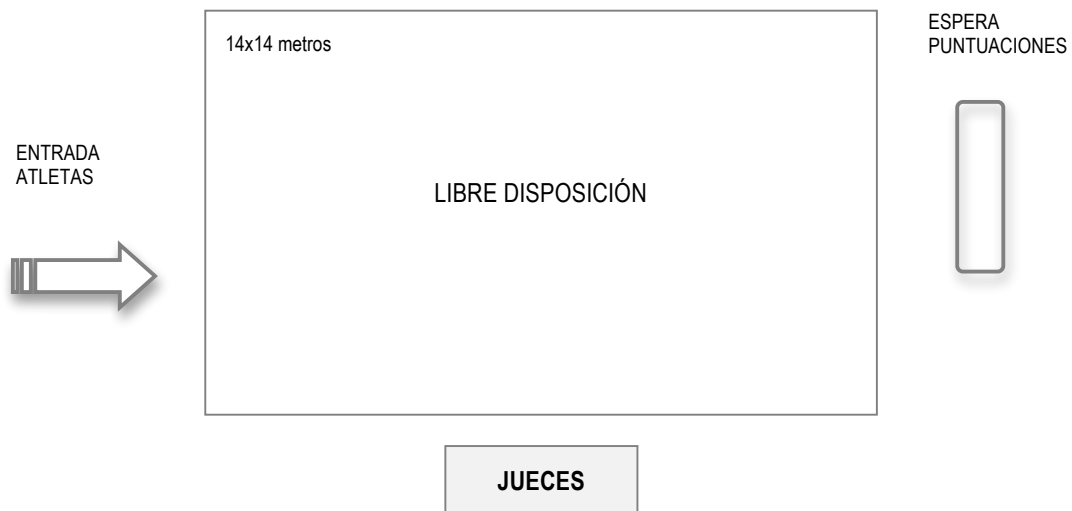 ESPERA
PUNTUACIONES
14x14 metros
ENTRADA
ATLETAS
LIBRE DISPOSICIÓN
JUECES